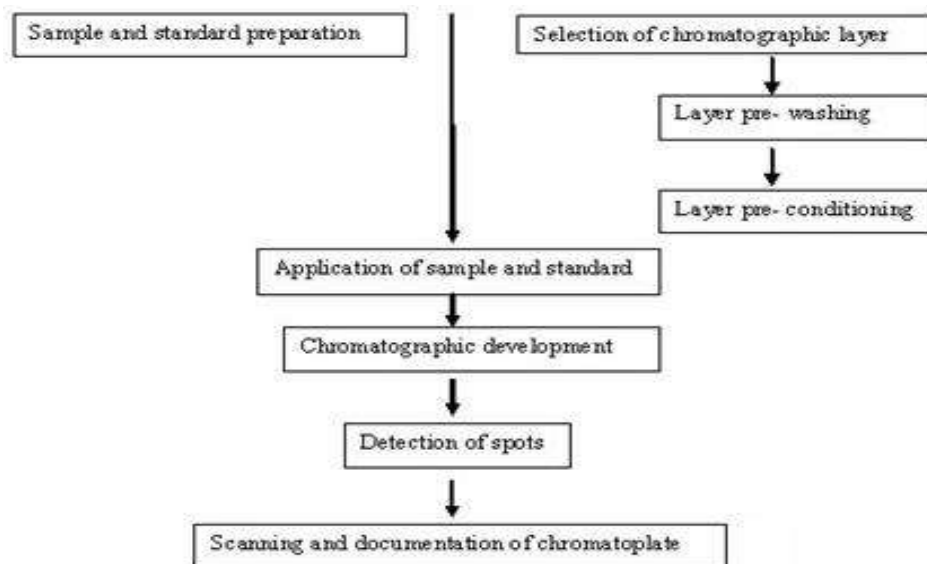 Sample and standard preparation
Selection of chromatographic layer
Layer pre- washing
Layer pre- conditioning
Application of sample and standard
Chromatographic development
Detection of spots
Scanning and documentation of chromatoplate